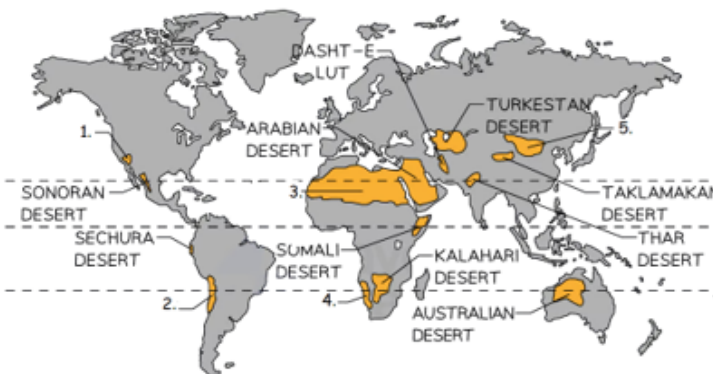 DASHT-E
LUT
TURKESTAN
DESERT
5.
1.
ARABIAN
DESERT
3.
SONORAN
DESERT
TAKLAMAKAN
DESERT
SECHURA
DESERT
SOMALI
DESERT
KALAHARI
DESERT
THAR
DESERT
2.
4.
AUSTRALIAN
DESERT